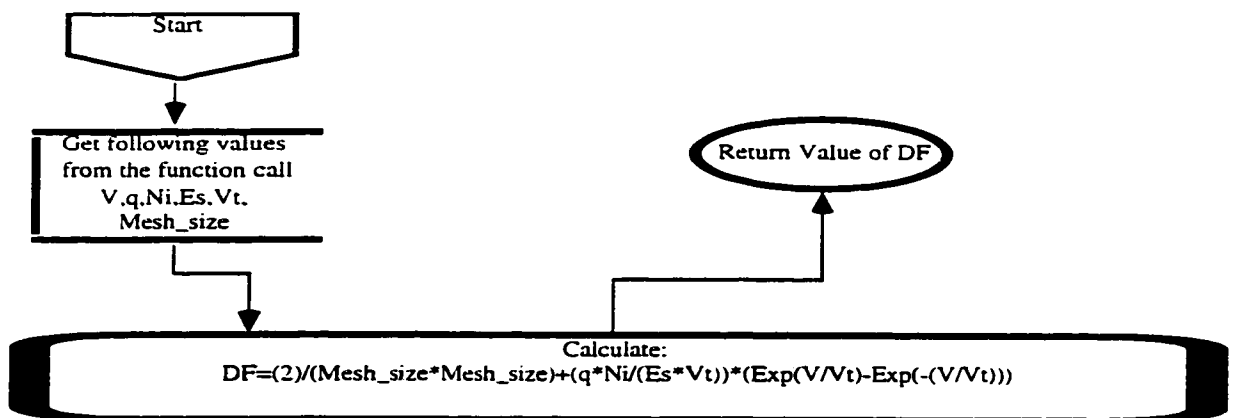 Start
Get following values
from the function call
V,q,Ni,Es,Vt,
Mesh_size
Return Value of DF
Calculate:
DF=(2)/(Mesh_size*Mesh_size)+(q*Ni/(Es*Vt))*(Exp(V/Vt)-Exp(-(V/Vt)))